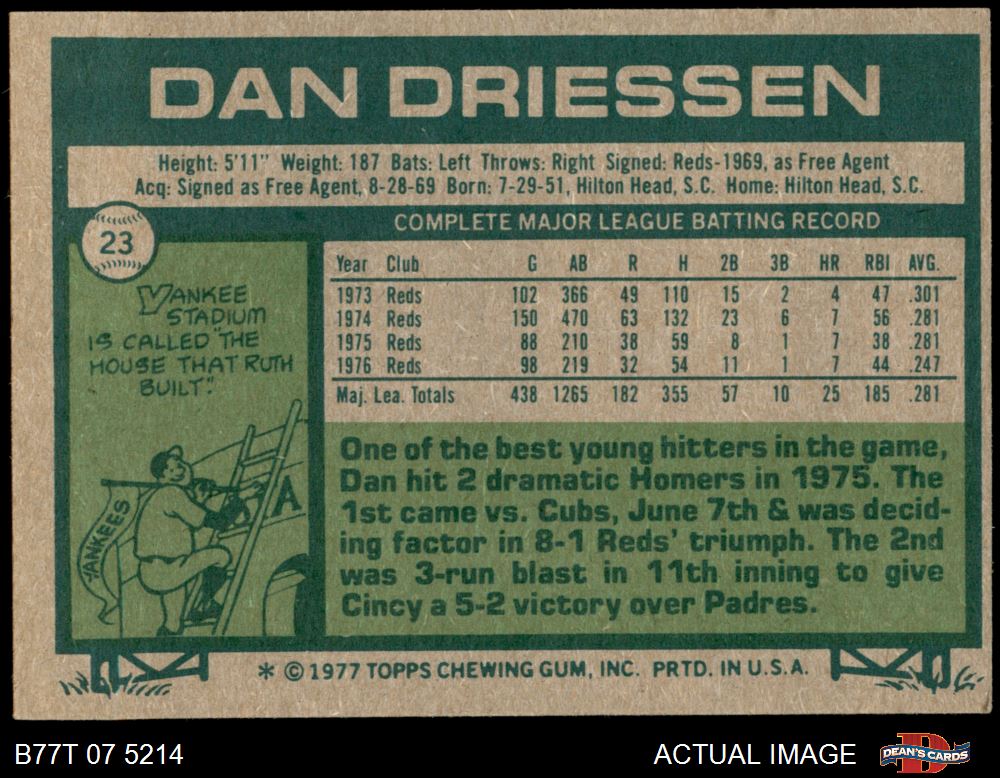 DAN DRIESSEN
Height: 5'11" Weight: 187 Bats: Left Throws: Right Signed: Reds-1969, as Free Agent
Acq: Signed as Free Agent, 8-28-69 Born: 7-29-51, Hilton Head, S.C. Home: Hilton Head, S.C.
23
YANKEE
STADIUM
IS CALLED "THE
HOUSE THAT RUTH
BUILT".
YANKEES
A
COMPLETE MAJOR LEAGUE BATTING RECORD
Year Club G AB R H 2B 3B HR RBI AVG.
1973 Reds 102 366 49 110 15 2 4 47 .301
1974 Reds 150 470 63 132 23 6 7 56 .281
1975 Reds 88 210 38 59 8 1 7 38 .281
1976 Reds 98 219 32 54 11 1 7 44 .247
Maj. Lea. Totals 438 1265 182 355 57 10 25 185 .281
One of the best young hitters in the game,
Dan hit 2 dramatic Homers in 1975. The
1st came vs. Cubs, June 7th & was decid-
ing factor in 8-1 Reds' triumph. The 2nd
was 3-run blast in 11th inning to give
Cincy a 5-2 victory over Padres.
* © 1977 TOPPS CHEWING GUM, INC. PRTD. IN U.S.A.
B77T 07 5214
ACTUAL IMAGE
DEAN'S CARDS